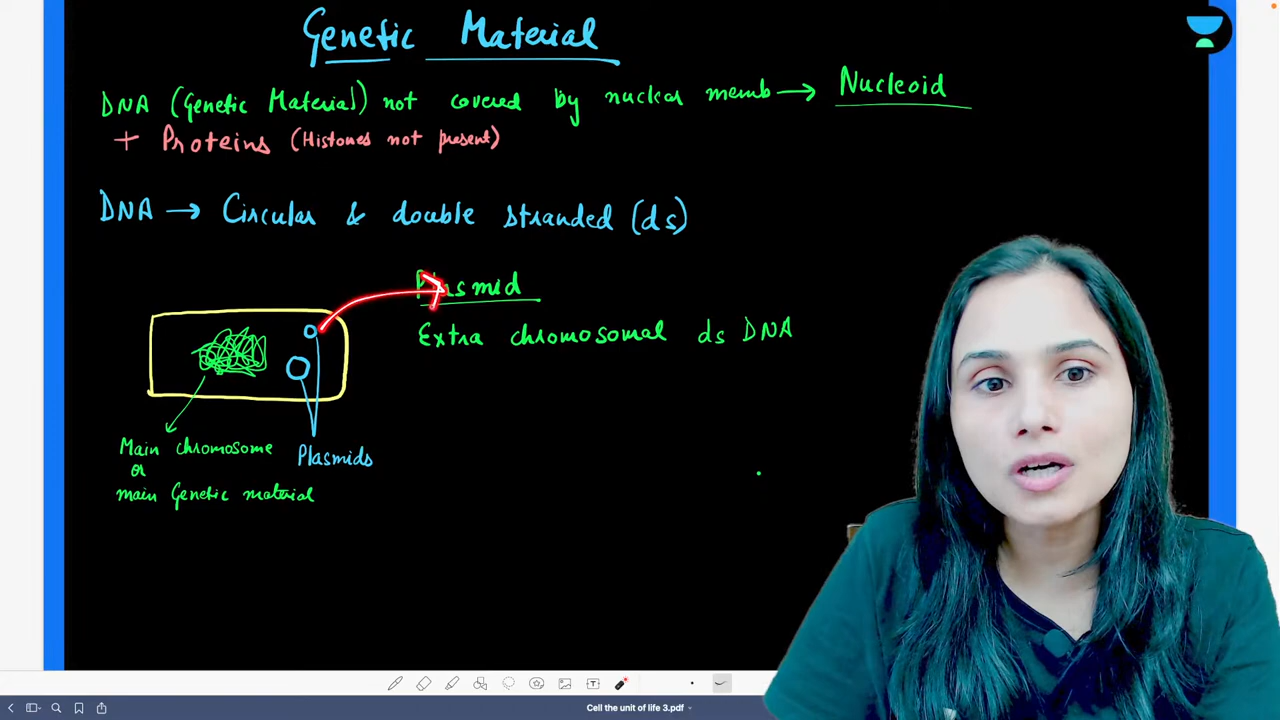 Genetic Material
DNA (Genetic Material) not covered by nuclear memb → Nucleoid
+ Proteins (Histones not present)
DNA → Circular & double stranded (ds)
Plasmid
Extra chromosomal ds DNA
Main chromosome
or
main Genetic material
Plasmids
Cell the unit of life 3.pdf